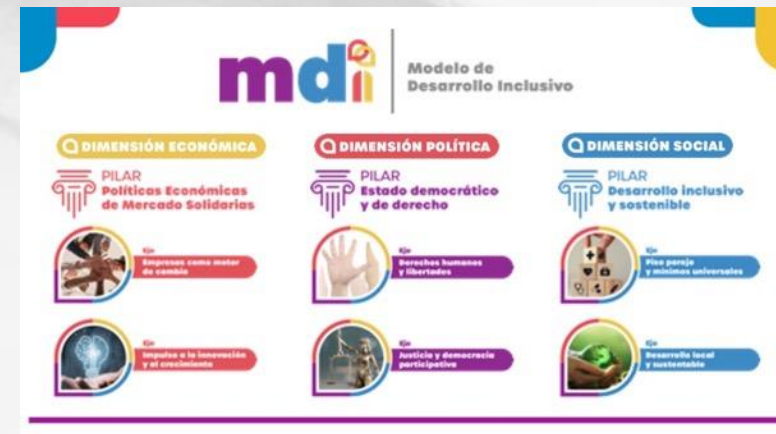 mdi
Modelo de
Desarrollo Inclusivo
DIMENSIÓN ECONÓMICA
PILAR
Políticas Económicas
de Mercado Solidarias
Eje
Empresas como motor
de cambio
Eje
Impulso a la innovación
y al crecimiento
DIMENSIÓN POLÍTICA
PILAR
Estado democrático
y de derecho
Eje
Derechos humanos
y libertades
Eje
Justicia y democracia
participativa
DIMENSIÓN SOCIAL
PILAR
Desarrollo inclusivo
y sostenible
Eje
Piso parejo
y mínimos universales
Eje
Desarrollo local
y sustentable